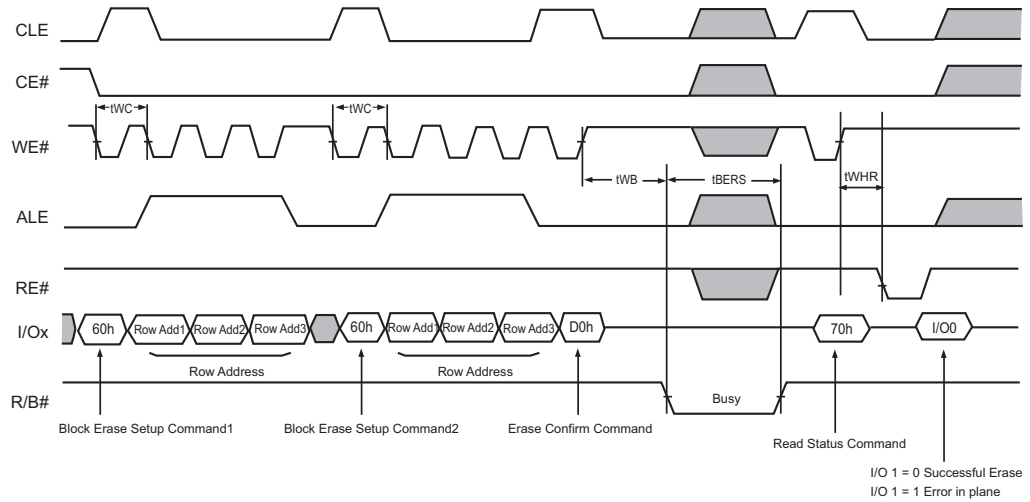 CLE
CE#
tWC
tWC
WE#
tWB
tBERS
tWHR
ALE
RE#
I/Ox
60h
Row Add1
Row Add2
Row Add3
60h
Row Add1
Row Add2
Row Add3
D0h
70h
I/O0
Row Address
Row Address
R/B#
Busy
Block Erase Setup Command1
Block Erase Setup Command2
Erase Confirm Command
Read Status Command
I/O 1 = 0 Successful Erase
I/O 1 = 1 Error in plane